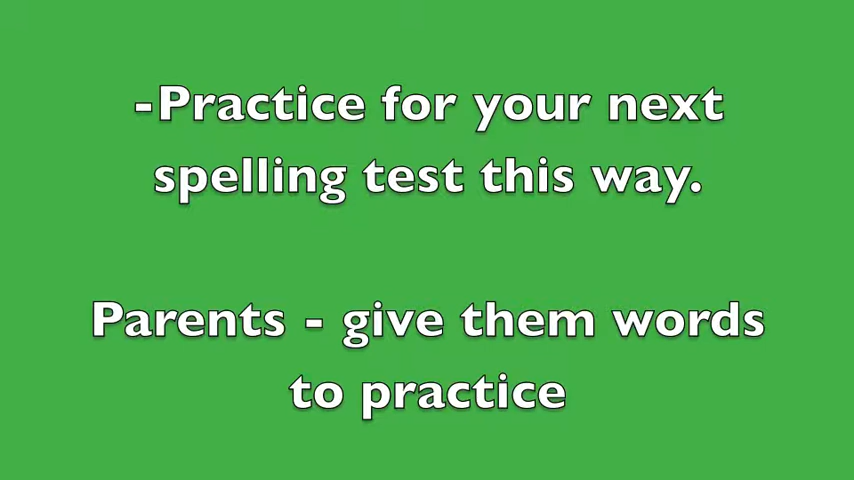 -Practice for your next
spelling test this way.
Parents - give them words
to practice